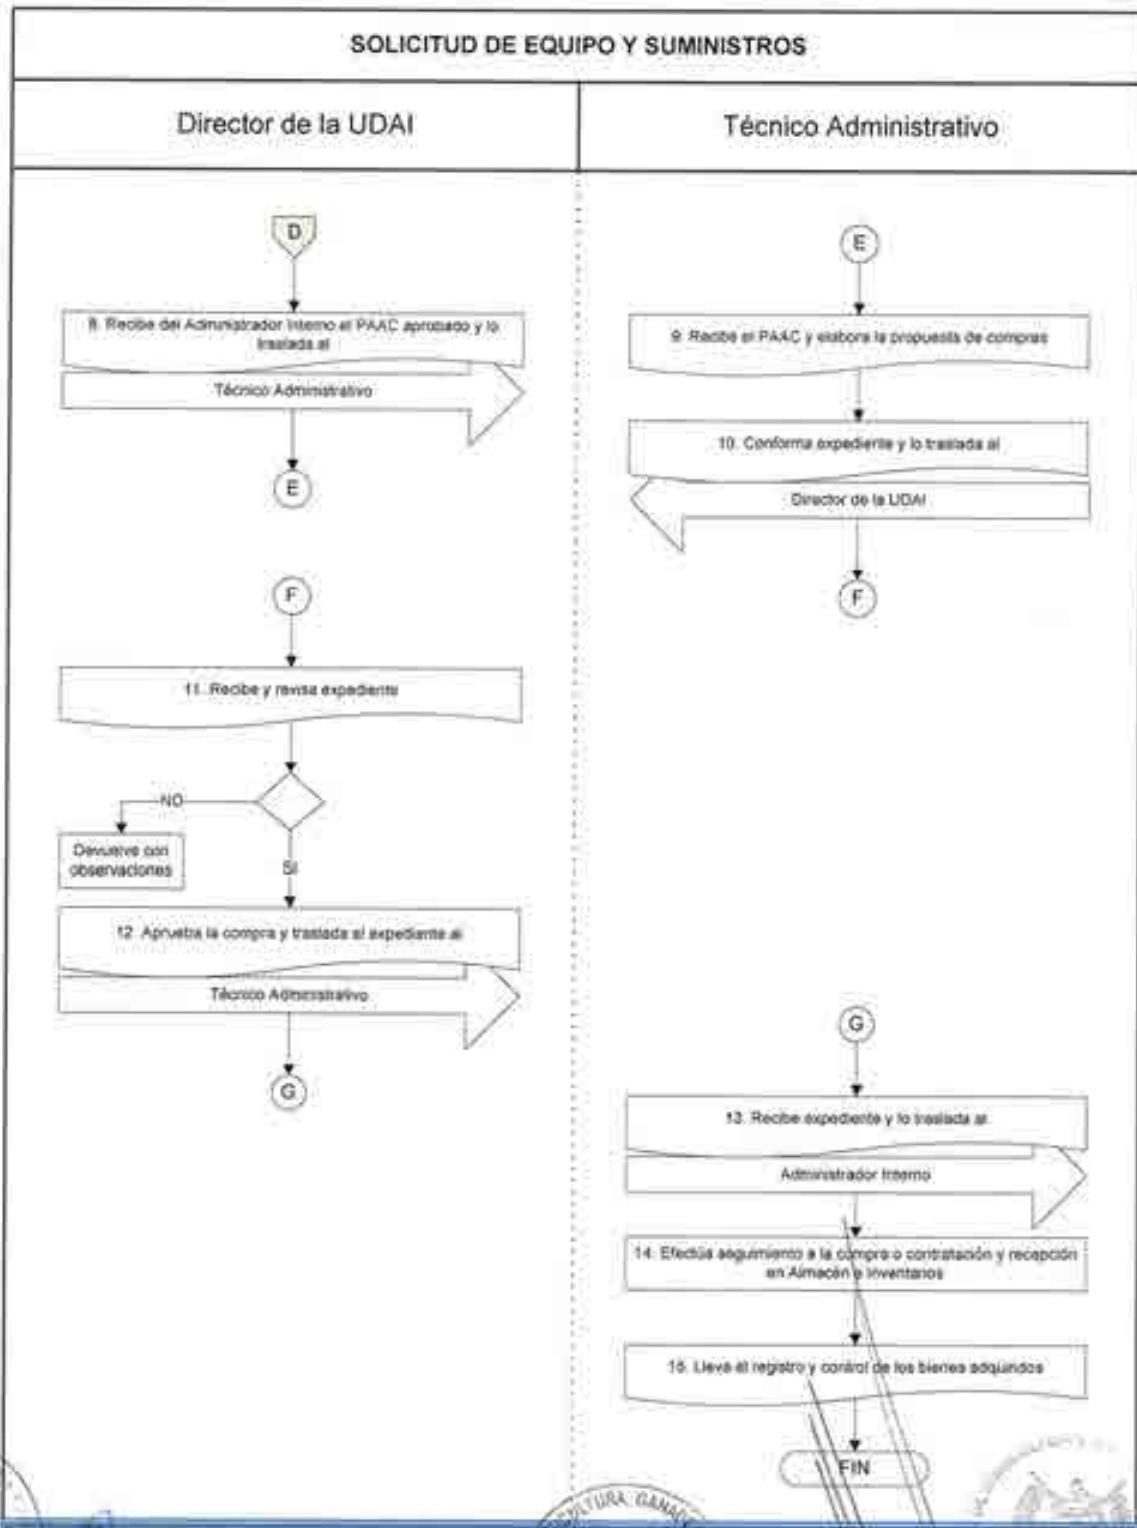 SOLICITUD DE EQUIPO Y SUMINISTROS
Director de la UDAI
Técnico Administrativo
D
8. Recibe del Administrador Interno el PAAC aprobado y lo
traslada al
Técnico Administrativo
E
E
9. Recibe el PAAC y elabora la propuesta de compras
10. Conforma expediente y lo traslada al
Director de la UDAI
F
F
11. Recibe y revisa expediente
NO
Devuelve con
observaciones
SI
12. Aprueba la compra y traslada el expediente al
Técnico Administrativo
G
G
13. Recibe expediente y lo traslada al
Administrador Interno
14. Efectúa seguimiento a la compra o contratación y recepción
en Almacén e Inventarios
15. Lleva el registro y control de los bienes adquiridos
FIN